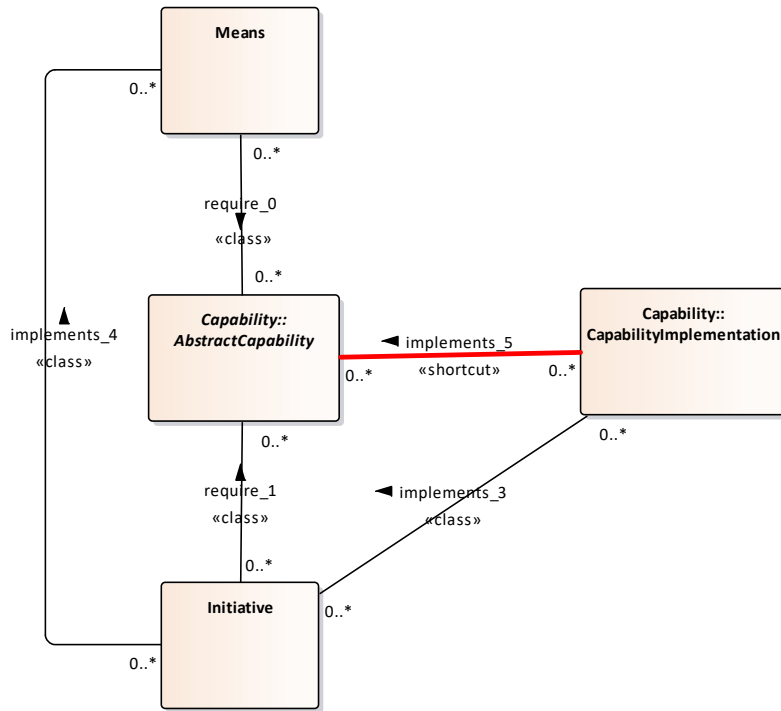 Means
0..*
0..*
require_0
«class»
0..*
Capability::
AbstractCapability
Capability::
CapabilityImplementation
implements_4
«class»
implements_5
«shortcut»
0..*
0..*
0..*
0..*
require_1
«class»
implements_3
«class»
0..*
Initiative
0..*
0..*